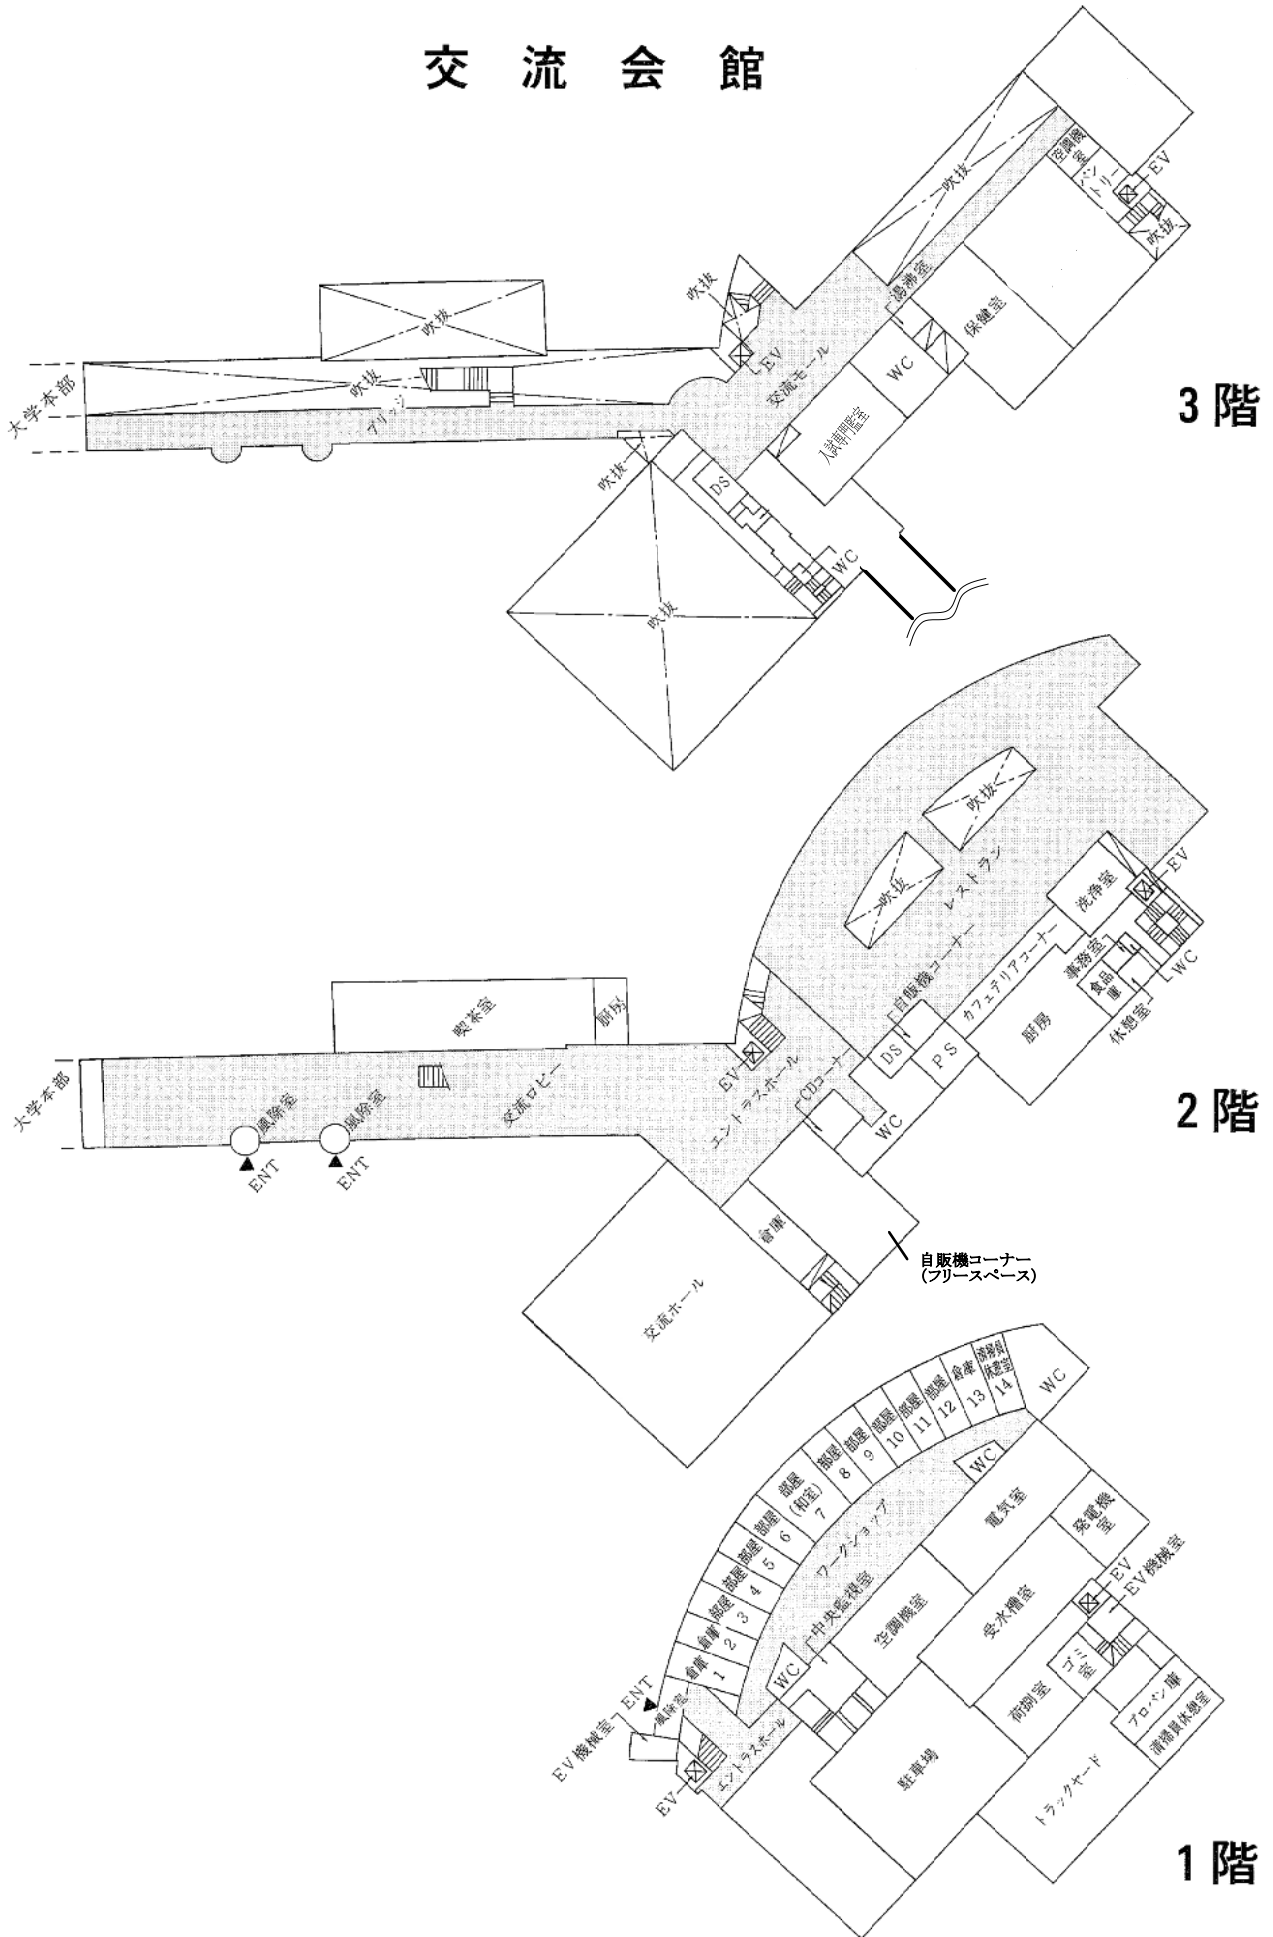 交流会館
空調機室
パントリー
EV
吹抜
吹抜
湯沸室
保健室
吹抜
EV
交流モール
WC
入試専門監室
吹抜
大学本部
吹抜
ブリッジ
吹抜
DS
WC
吹抜
3階
吹抜
吹抜
レストラン
洗浄室
EV
自販機コーナー
カフェテリアコーナー
事務室
食品庫
WC
休憩室
厨房
喫茶室
厨房
EV
エントラスホール
CDコーナー
DS
PS
WC
大学本部
風除室
風除室
交流ロビー
ENT
ENT
倉庫
自販機コーナー
(フリースペース)
交流ホール
2階
清掃員休憩室
14
倉庫
13
部屋
12
部屋
11
部屋
10
部屋
9
部屋
8
部屋
(和室)
7
部屋
6
部屋
5
部屋
4
部屋
3
倉庫
2
倉庫
1
WC
WC
ワークショップ
電気室
発電機室
EV
EV機械室
中央監視室
空調機室
受水槽室
WC
ENT
風除室
EV機械室
エントラスホール
EV
ゴミ室
荷捌室
プロパン庫
清掃員休憩室
駐車場
トラックヤード
1階